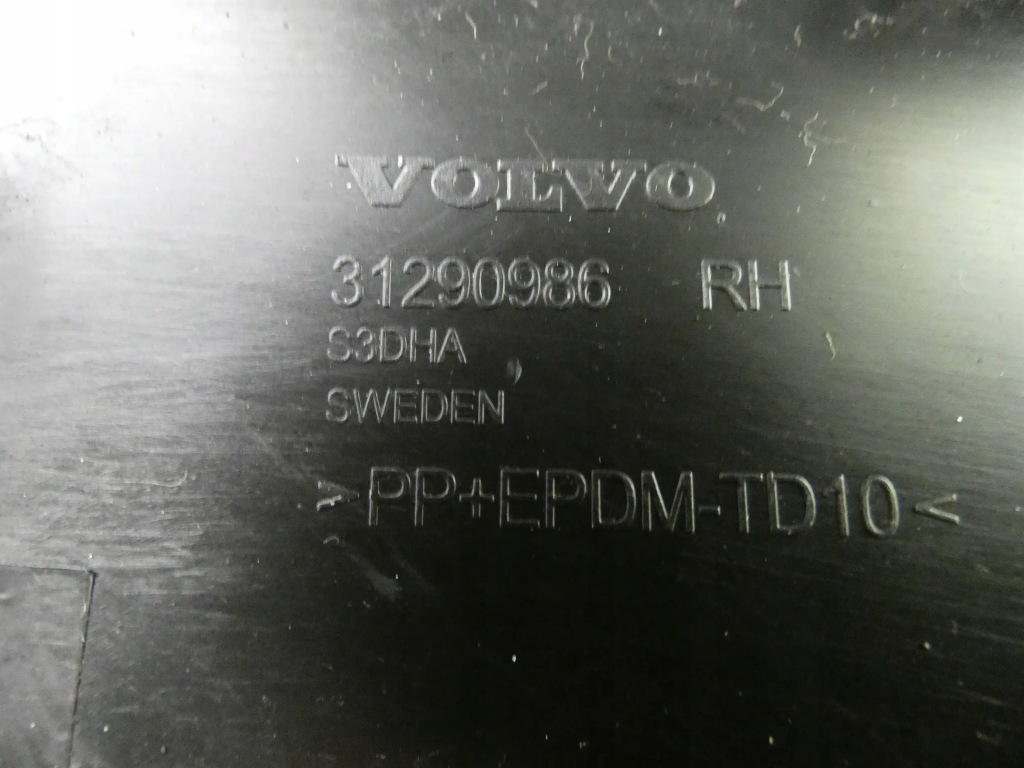 VOLVO
31290986 RH
S3DHA
SWEDEN
>PP+EPDM-TD10<